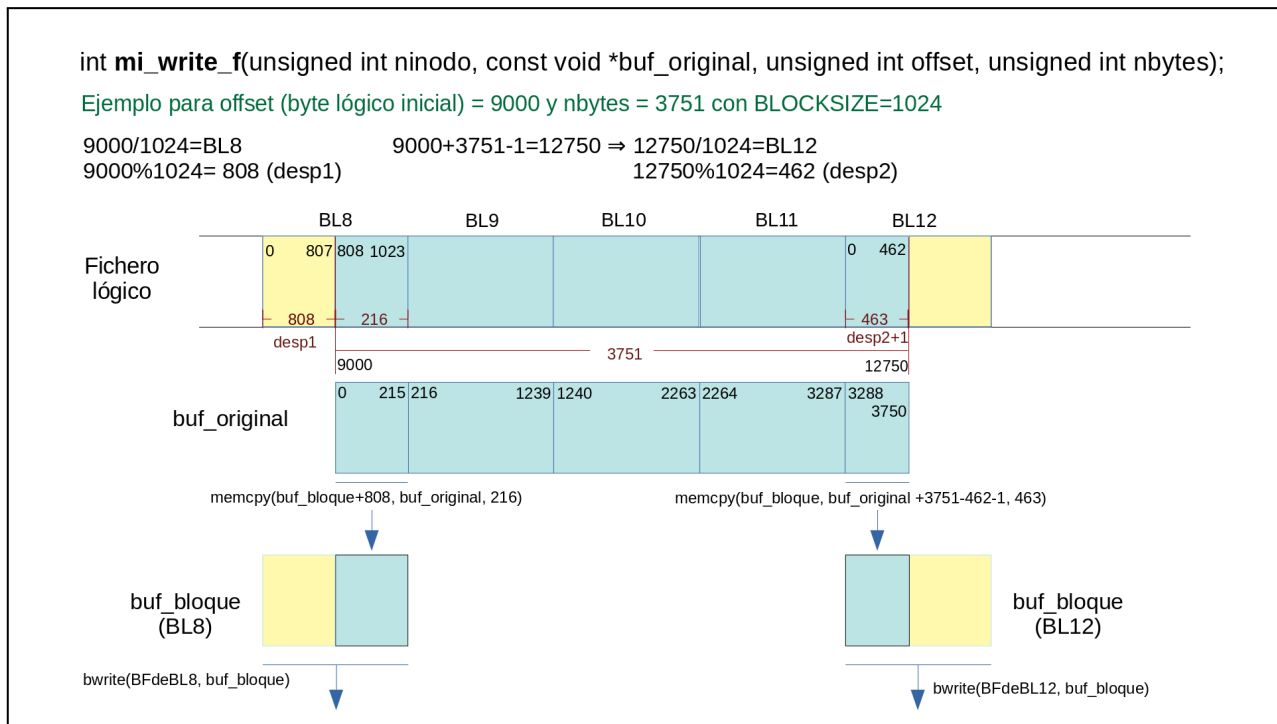 int mi_write_f(unsigned int ninodo, const void *buf_original, unsigned int offset, unsigned int nbytes);
Ejemplo para offset (byte lógico inicial) = 9000 y nbytes = 3751 con BLOCKSIZE=1024
9000/1024=BL8
9000+3751-1=12750 ⇒ 12750/1024=BL12
9000%1024= 808 (desp1)
12750%1024=462 (desp2)
BL8 BL9 BL10 BL11 BL12
Fichero
lógico
0 807 808 1023 0 462
808 216 463
desp1 desp2+1
3751
9000 12750
buf_original
0 215 216 1239 1240 2263 2264 3287 3288
3750
memcpy(buf_bloque+808, buf_original, 216)
memcpy(buf_bloque, buf_original +3751-462-1, 463)
buf_bloque
(BL8)
buf_bloque
(BL12)
bwrite(BFdeBL8, buf_bloque)
bwrite(BFdeBL12, buf_bloque)